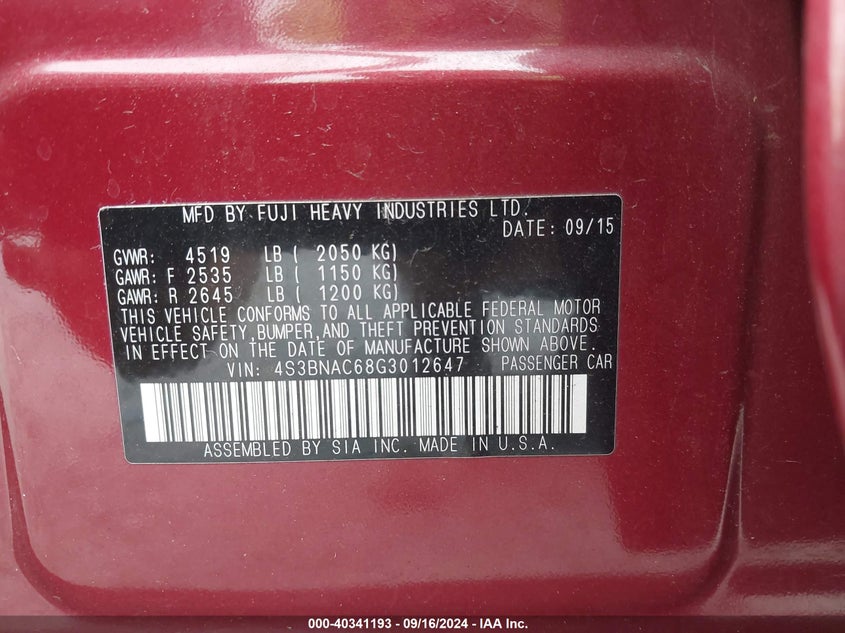 MFD BY FUJI HEAVY INDUSTRIES LTD.
DATE: 09/15
GVWR: 4519 LB ( 2050 KG)
GAWR: F 2535 LB ( 1150 KG)
GAWR: R 2645 LB ( 1200 KG)
THIS VEHICLE CONFORMS TO ALL APPLICABLE FEDERAL MOTOR
VEHICLE SAFETY,BUMPER,AND THEFT PREVENTION STANDARDS
IN EFFECT ON THE DATE OF MANUFACTURE SHOWN ABOVE.
VIN: 4S3BNAC68G3012647 PASSENGER CAR
ASSEMBLED BY SIA INC. MADE IN U.S.A.
000-40341193 - 09/16/2024 - IAA Inc.